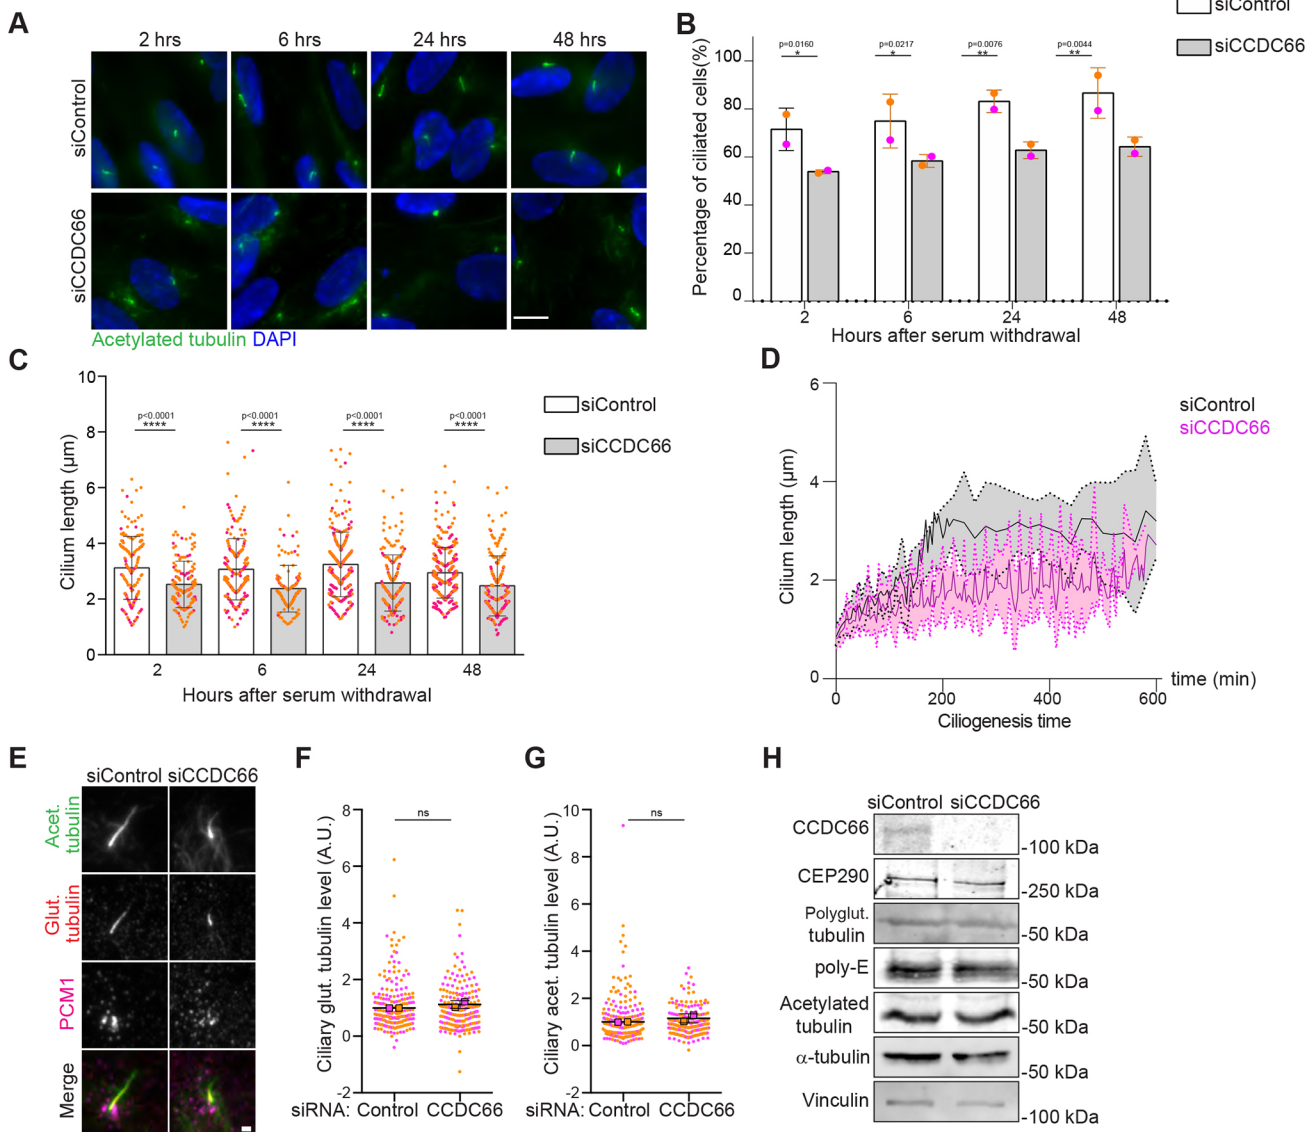 A
2 hrs 6 hrs 24 hrs 48 hrs
siControl
siCCDC66
Acetylated tubulin DAPI
B
siControl
siCCDC66
Percentage of ciliated cells(%)
100
80
60
40
20
0
p=0.0160 p=0.0217 p=0.0076 p=0.0044
* * ** **
2 6 24 48
Hours after serum withdrawal
C
Cilium length (μm)
10
8
6
4
2
0
p<0.0001 p<0.0001 p<0.0001 p<0.0001
**** **** **** ****
siControl
siCCDC66
2 6 24 48
Hours after serum withdrawal
D
Cilium length (μm)
6
4
2
0
siControl
siCCDC66
0 200 400 600
time (min)
Ciliogenesis time
E
siControl siCCDC66
Acet.
tubulin
Glut.
tubulin
PCM1
Merge
F
Ciliary glut. tubulin level (A.U.)
8
6
4
2
0
-2
ns
siRNA: Control CCDC66
G
Ciliary acet. tubulin level (A.U.)
10
8
6
4
2
0
-2
ns
siRNA: Control CCDC66
H
siControl siCCDC66
CCDC66
-100 kDa
CEP290
-250 kDa
Polyglut.
tubulin
-50 kDa
poly-E
-50 kDa
Acetylated
tubulin
-50 kDa
α-tubulin
-50 kDa
Vinculin
-100 kDa